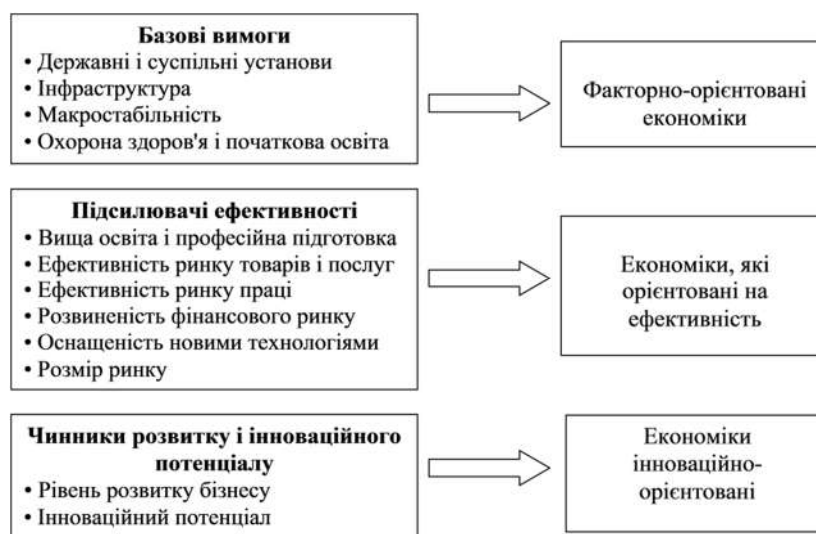 Базові вимоги
• Державні і суспільні установи
• Інфраструктура
• Макростабільність
• Охорона здоров'я і початкова освіта
Факторно-орієнтовані
економіки
Підсилювачі ефективності
• Вища освіта і професійна підготовка
• Ефективність ринку товарів і послуг
• Ефективність ринку праці
• Розвиненість фінансового ринку
• Оснащеність новими технологіями
• Розмір ринку
Економіки, які
орієнтовані на
ефективність
Чинники розвитку і інноваційного
потенціалу
• Рівень розвитку бізнесу
• Інноваційний потенціал
Економіки
інноваційно-
орієнтовані